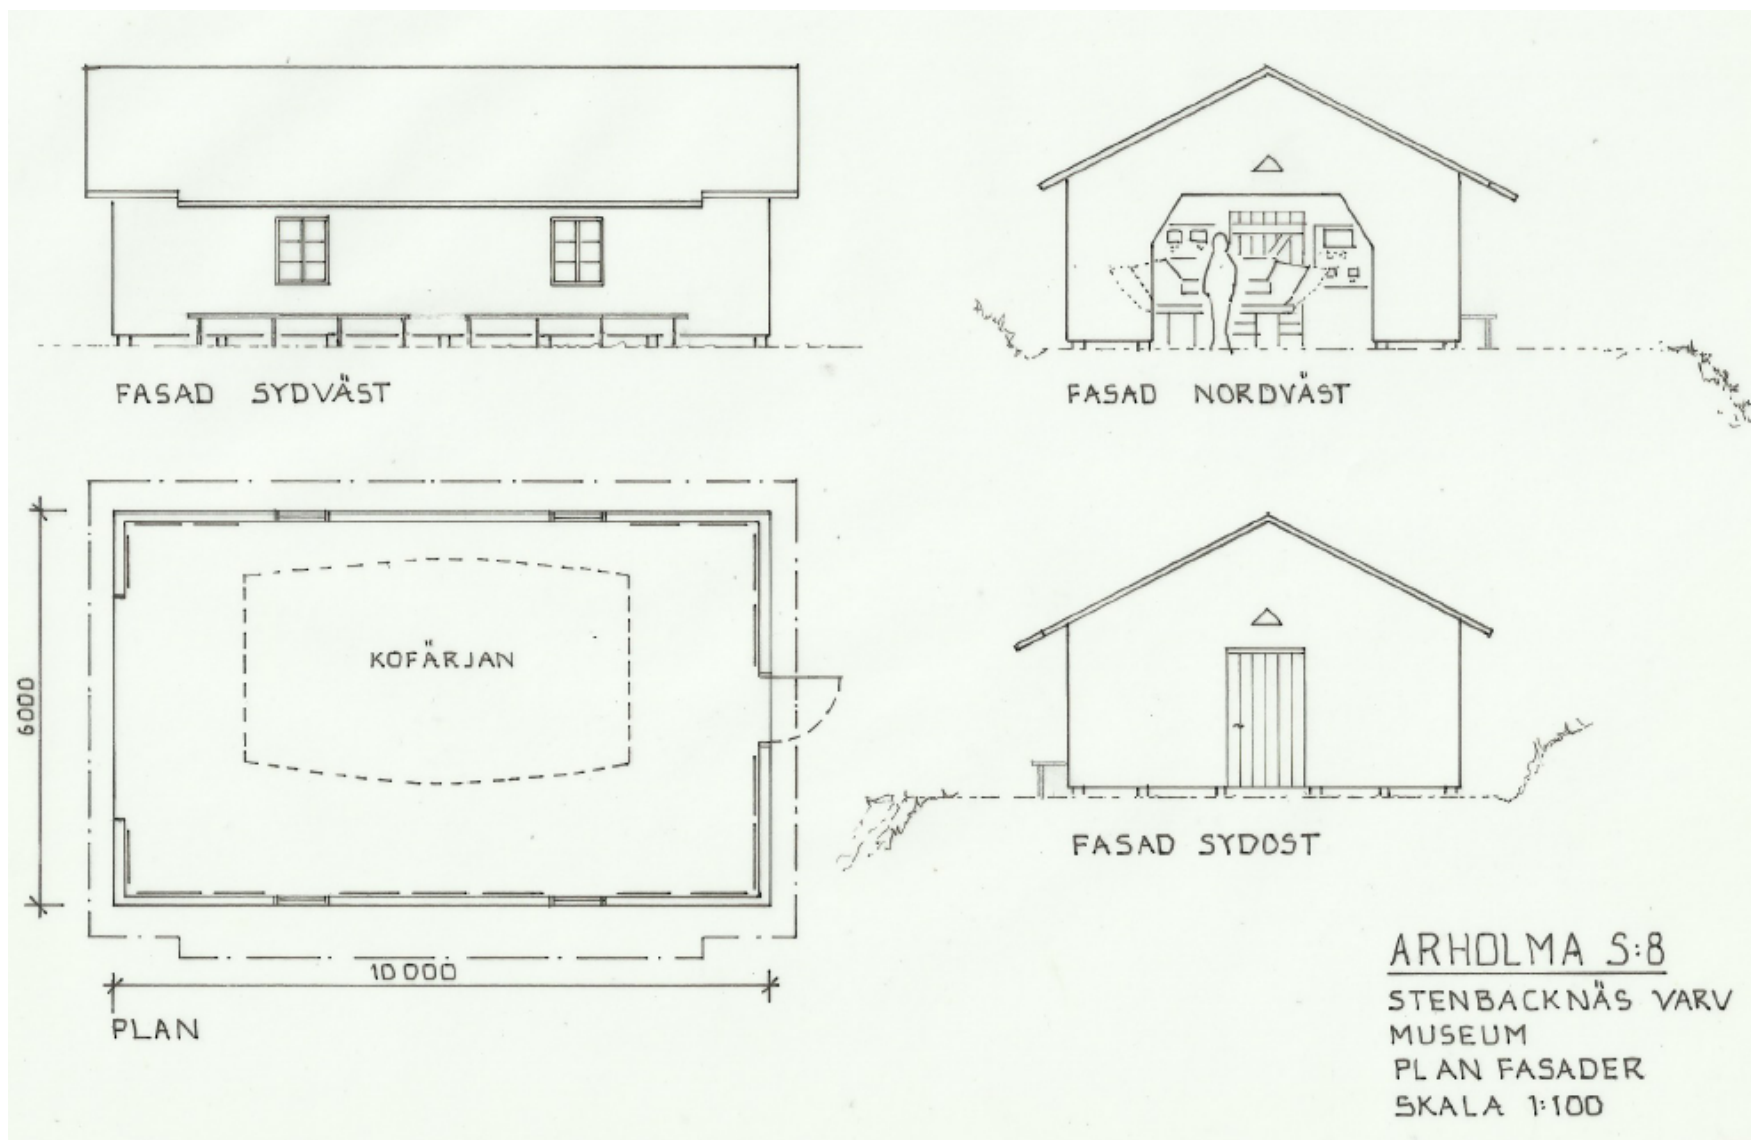 FASAD SYDVÄST
FASAD NORDVÄST
KOFÄRJAN
6000
10 000
PLAN
FASAD SYDOST
ARHOLMA S:8
STENBACKNÄS VARV
MUSEUM
PLAN FASADER
SKALA 1:100